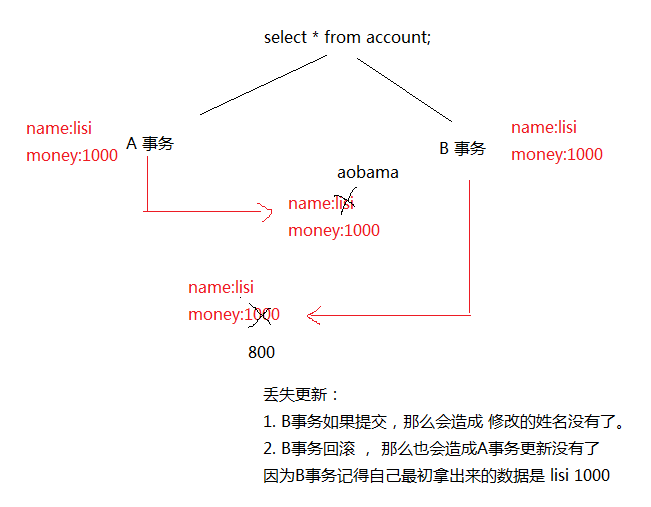 select * from account;
name:lisi
money:1000
A 事务
B 事务
name:lisi
money:1000
aobama
name:lisi
money:1000
name:lisi
money:1000
800
丢失更新：
1. B事务如果提交，那么会造成 修改的姓名没有了。
2. B事务回滚 ， 那么也会造成A事务更新没有了
因为B事务记得自己最初拿出来的数据是 lisi 1000